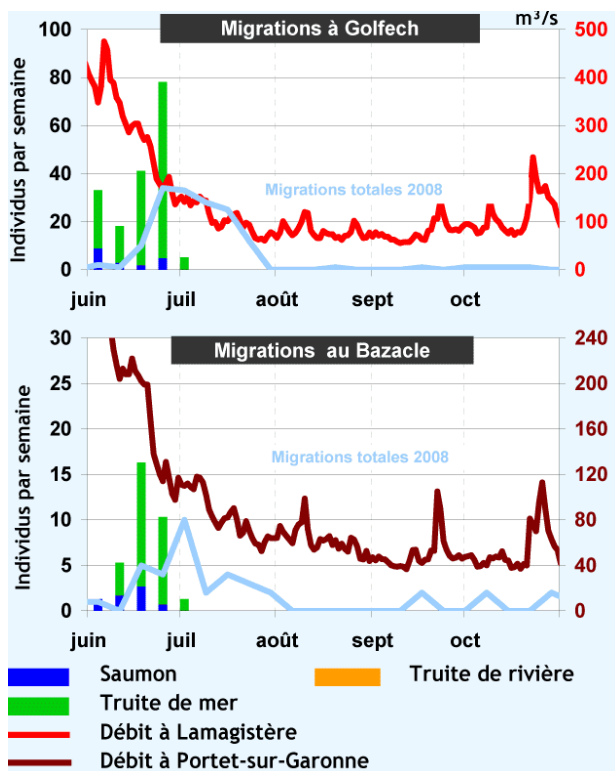 m³/s
Migrations à Golfech
Individus par semaine
100
80
60
40
20
0
500
400
300
200
100
0
Migrations totales 2008
juin juil août sept oct
Migrations au Bazacle
Individus par semaine
30
25
20
15
10
5
0
240
200
160
120
80
40
0
Migrations totales 2008
juin juil août sept oct
Saumon Truite de rivière
Truite de mer
Débit à Lamagistère
Débit à Portet-sur-Garonne